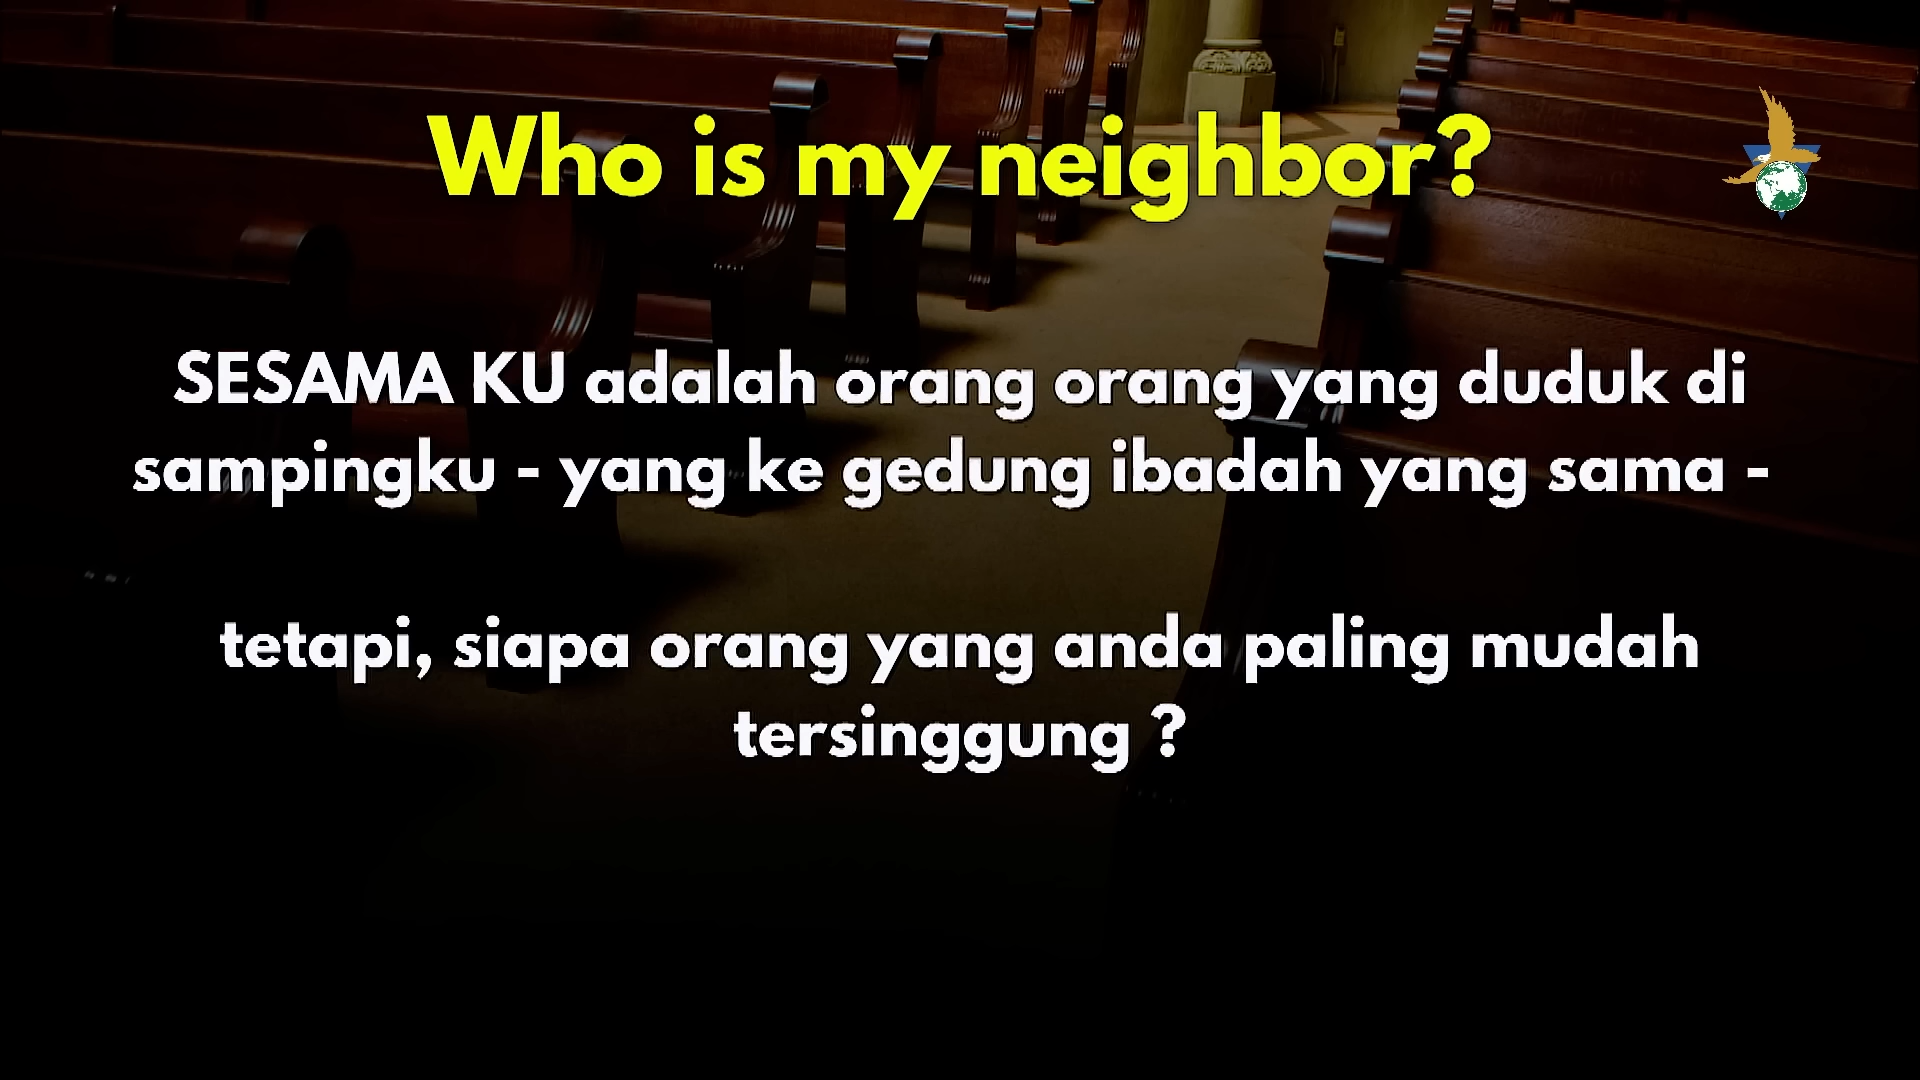 Who is my neighbor?
SESAMA KU adalah orang orang yang duduk di
sampingku - yang ke gedung ibadah yang sama -
tetapi, siapa orang yang anda paling mudah
tersinggung ?